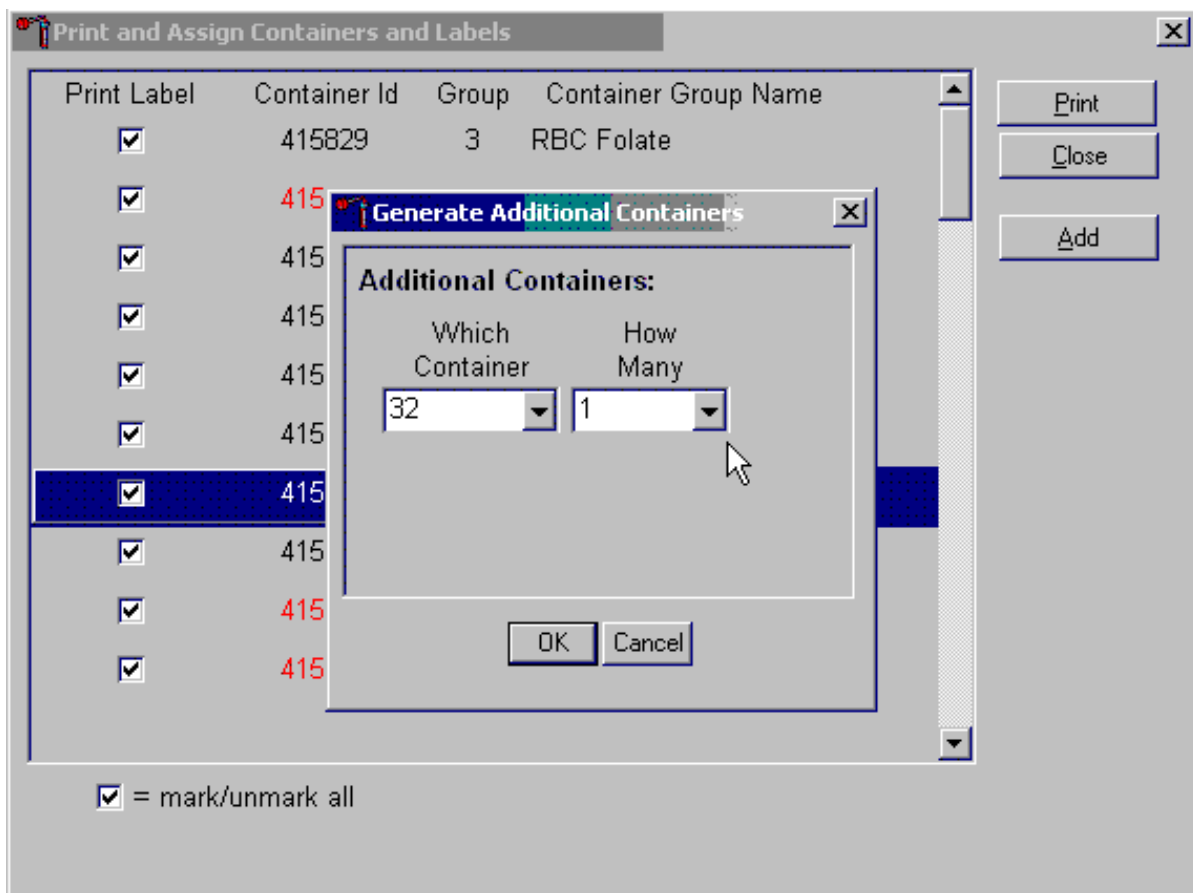 Print and Assign Containers and Labels
Print Label Container Id Group Container Group Name
415829 3 RBC Folate
415
415
415
415
415
415
415
415
415
Generate Additional Containers
Additional Containers:
Which Container
How Many
32
1
OK
Cancel
Print
Close
Add
= mark/unmark all